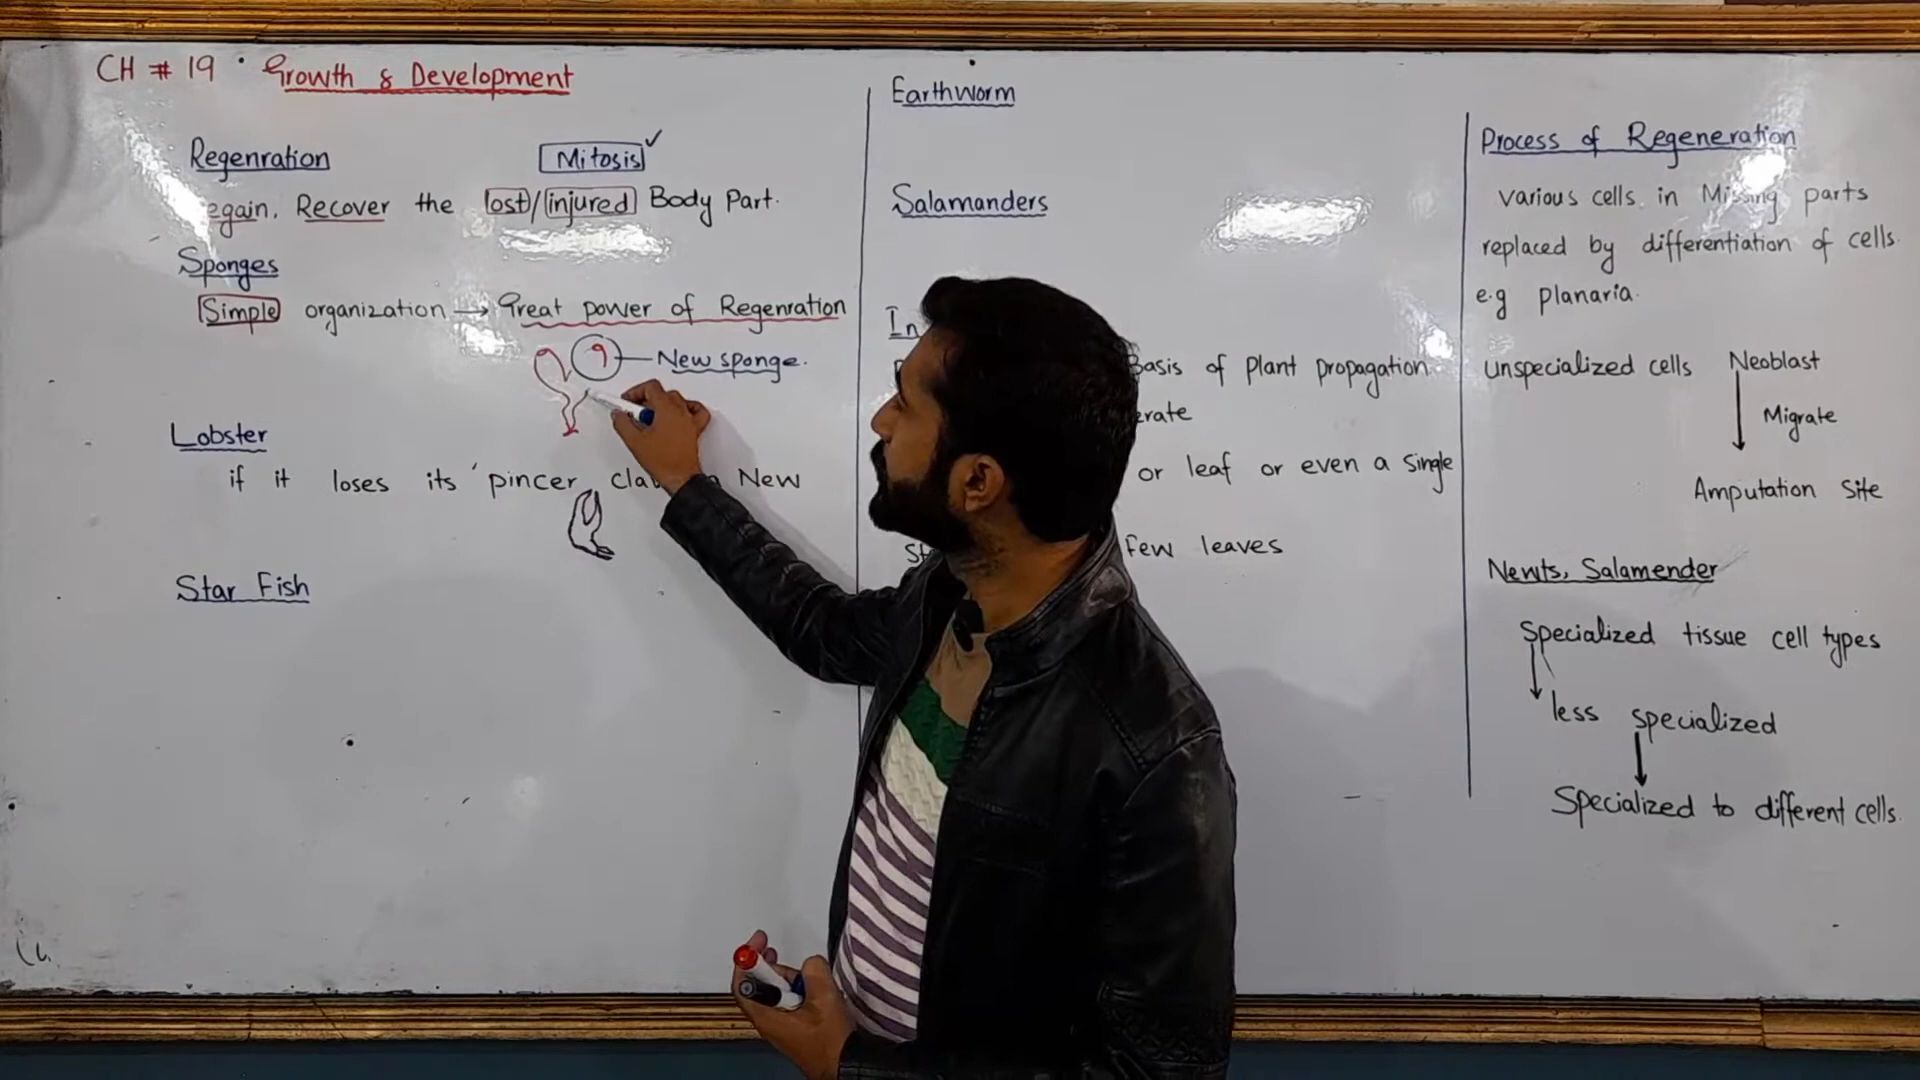 CH # 19 Growth & Development
Regenration Mitosis ✓
egain, Recover the lost/injured Body Part.
Sponges
Simple organization → Great power of Regenration
New sponge.
Lobster
if it loses its pincer New
Star Fish
Earthworm
Salamanders
In
Basis of plant propagation
erate
or leaf or even a single
St few leaves
Process of Regeneration
various cells in Missing parts
replaced by differentiation of cells.
e.g planaria.
unspecialized cells Neoblast
Migrate
Amputation Site
Newts, Salamender
Specialized tissue cell types
less specialized
Specialized to different cells.